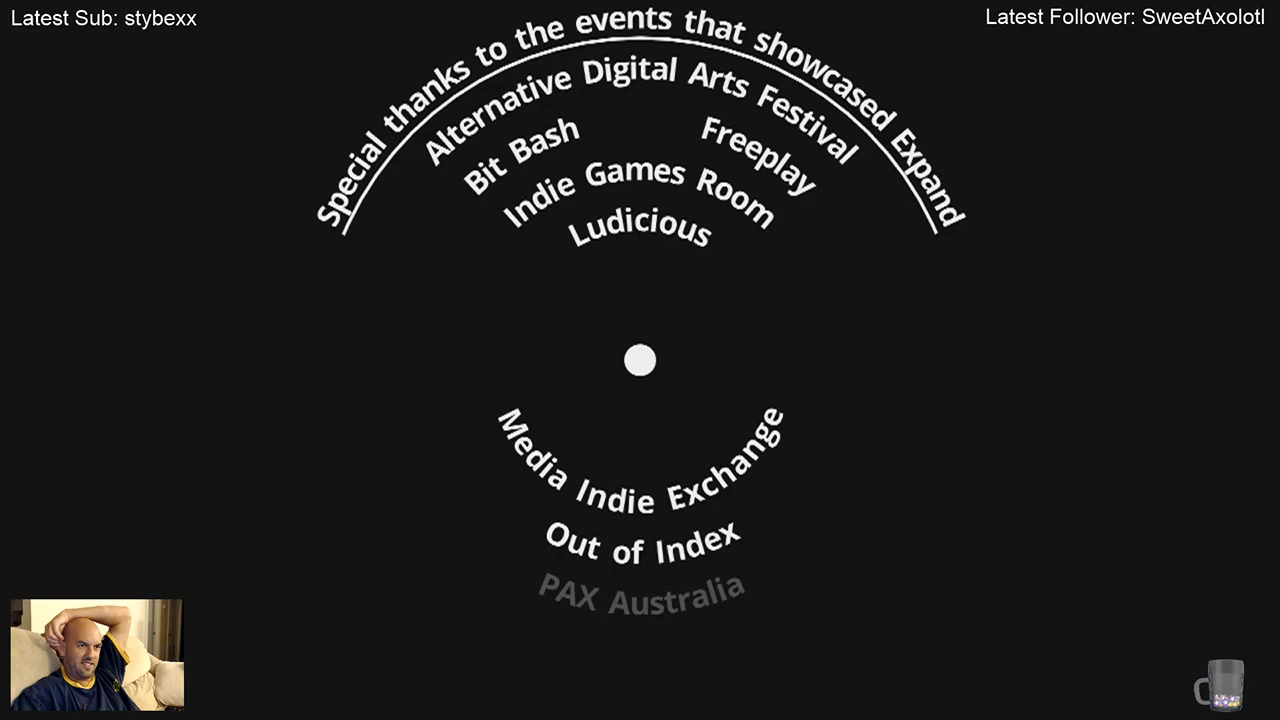 Latest Sub: stybexx
Latest Follower: SweetAxolotl
Special thanks to the events that showcased Expand
Alternative Digital Arts Festival
Bit Bash
Freeplay
Indie Games Room
Ludicious
Media Indie Exchange
Out of Index
PAX Australia